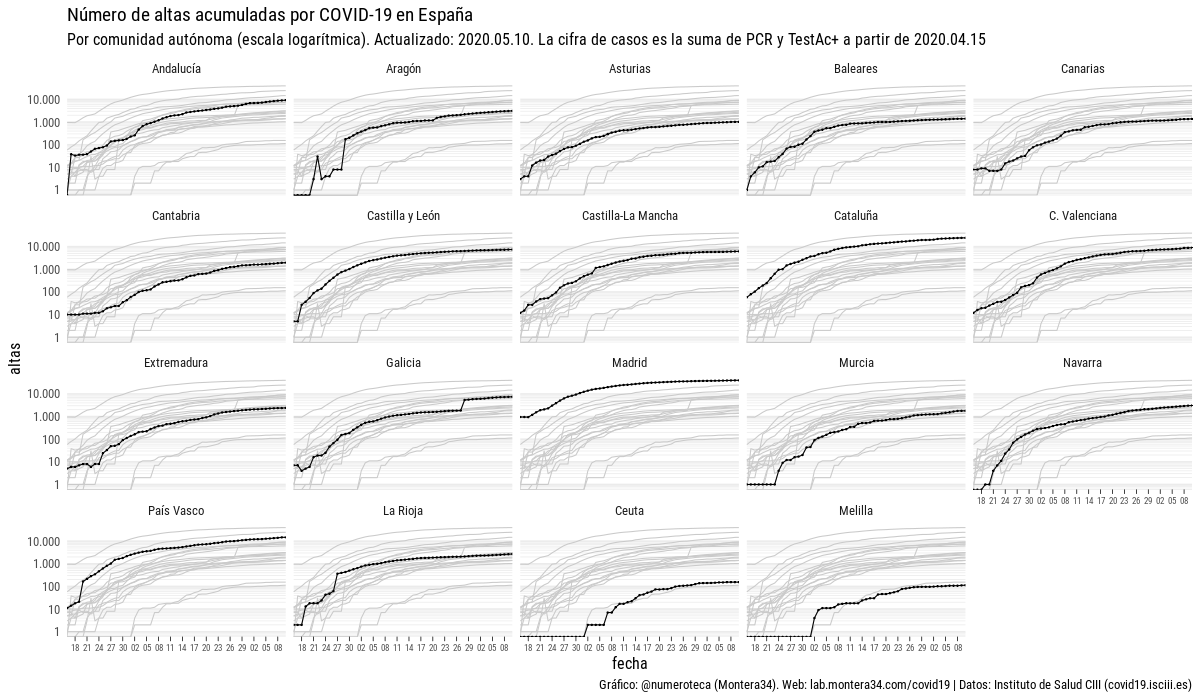 Número de altas acumuladas por COVID-19 en España
Por comunidad autónoma (escala logarítmica). Actualizado: 2020.05.10. La cifra de casos es la suma de PCR y TestAc+ a partir de 2020.04.15
Andalucía Aragón Asturias Baleares Canarias
10.000
1.000
100
10
1
Cantabria Castilla y León Castilla-La Mancha Cataluña C. Valenciana
10.000
1.000
100
10
1
altas
Extremadura Galicia Madrid Murcia Navarra
10.000
1.000
100
10
1
18 21 24 27 30 02 05 08 11 14 17 20 23 26 29 02 05 08
País Vasco La Rioja Ceuta Melilla
10.000
1.000
100
10
1
18 21 24 27 30 02 05 08 11 14 17 20 23 26 29 02 05 08 18 21 24 27 30 02 05 08 11 14 17 20 23 26 29 02 05 08 18 21 24 27 30 02 05 08 11 14 17 20 23 26 29 02 05 08 18 21 24 27 30 02 05 08 11 14 17 20 23 26 29 02 05 08
fecha
Gráfico: @numeroteca (Montera34). Web: lab.montera34.com/covid19 | Datos: Instituto de Salud CIII (covid19.isciii.es)